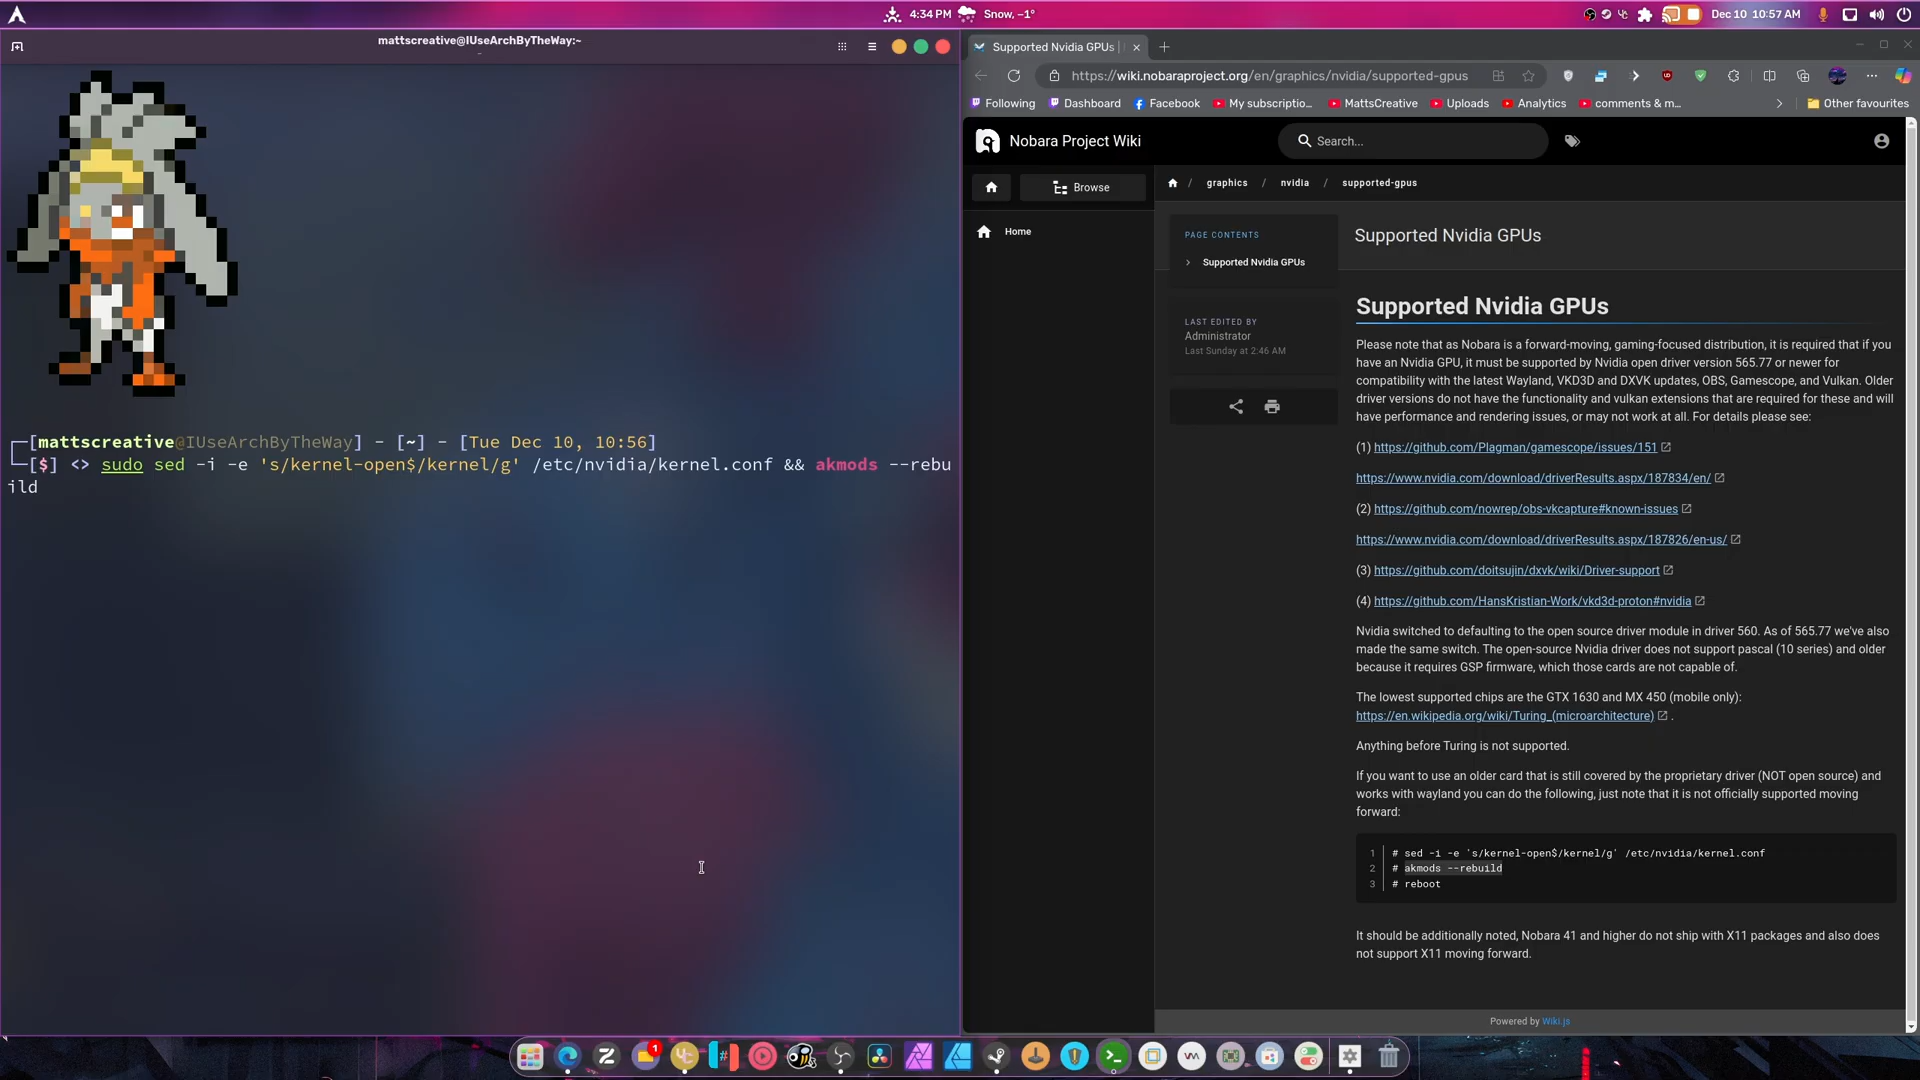 4:34 PM Snow, −1°
Dec 10 10:57 AM
mattscreative@IUseArchByTheWay:~
┌─[mattscreative@IUseArchByTheWay] - [~] - [Tue Dec 10, 10:56]
└─[$] <> sudo sed -i -e 's/kernel-open$/kernel/g' /etc/nvidia/kernel.conf && akmods --rebu
ild
Supported Nvidia GPUs |
https://wiki.nobaraproject.org/en/graphics/nvidia/supported-gpus
Following
Dashboard
Facebook
My subscriptio...
MattsCreative
Uploads
Analytics
comments & m...
Other favourites
Nobara Project Wiki
Search...
Browse
/ graphics / nvidia / supported-gpus
Home
PAGE CONTENTS
Supported Nvidia GPUs
LAST EDITED BY
Administrator
Last Sunday at 2:46 AM
Supported Nvidia GPUs
Supported Nvidia GPUs
Please note that as Nobara is a forward-moving, gaming-focused distribution, it is required that if you
have an Nvidia GPU, it must be supported by Nvidia open driver version 565.77 or newer for
compatibility with the latest Wayland, VKD3D and DXVK updates, OBS, Gamescope, and Vulkan. Older
driver versions do not have the functionality and vulkan extensions that are required for these and will
have performance and rendering issues, or may not work at all. For details please see:
(1) https://github.com/Plagman/gamescope/issues/151
https://www.nvidia.com/download/driverResults.aspx/187834/en/
(2) https://github.com/nowrep/obs-vkcapture#known-issues
https://www.nvidia.com/download/driverResults.aspx/187826/en-us/
(3) https://github.com/doitsujin/dxvk/wiki/Driver-support
(4) https://github.com/HansKristian-Work/vkd3d-proton#nvidia
Nvidia switched to defaulting to the open source driver module in driver 560. As of 565.77 we've also
made the same switch. The open-source Nvidia driver does not support pascal (10 series) and older
because it requires GSP firmware, which those cards are not capable of.
The lowest supported chips are the GTX 1630 and MX 450 (mobile only):
https://en.wikipedia.org/wiki/Turing_(microarchitecture) .
Anything before Turing is not supported.
If you want to use an older card that is still covered by the proprietary driver (NOT open source) and
works with wayland you can do the following, just note that it is not officially supported moving
forward:
1 # sed -i -e 's/kernel-open$/kernel/g' /etc/nvidia/kernel.conf
2 # akmods --rebuild
3 # reboot
It should be additionally noted, Nobara 41 and higher do not ship with X11 packages and also does
not support X11 moving forward.
Powered by Wiki.js
1